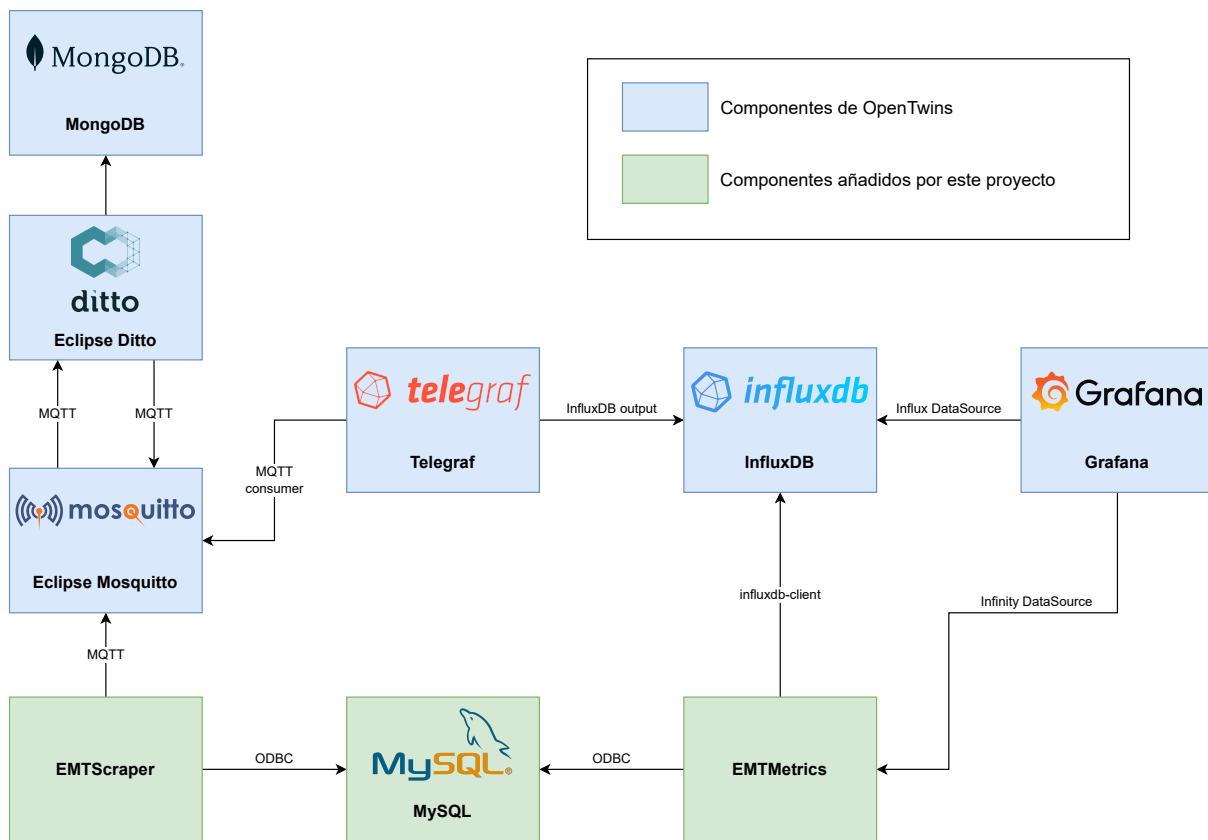 MongoDB®
MongoDB
Componentes de OpenTwins
Componentes añadidos por este proyecto
ditto
Eclipse Ditto
MQTT
MQTT
telegraf
Telegraf
InfluxDB output
influxdb
InfluxDB
Influx DataSource
Grafana
Grafana
MQTT
consumer
mosquitto
Eclipse Mosquitto
influxdb-client
Infinity DataSource
MQTT
EMTScraper
ODBC
MySQL®
MySQL
ODBC
EMTMetrics